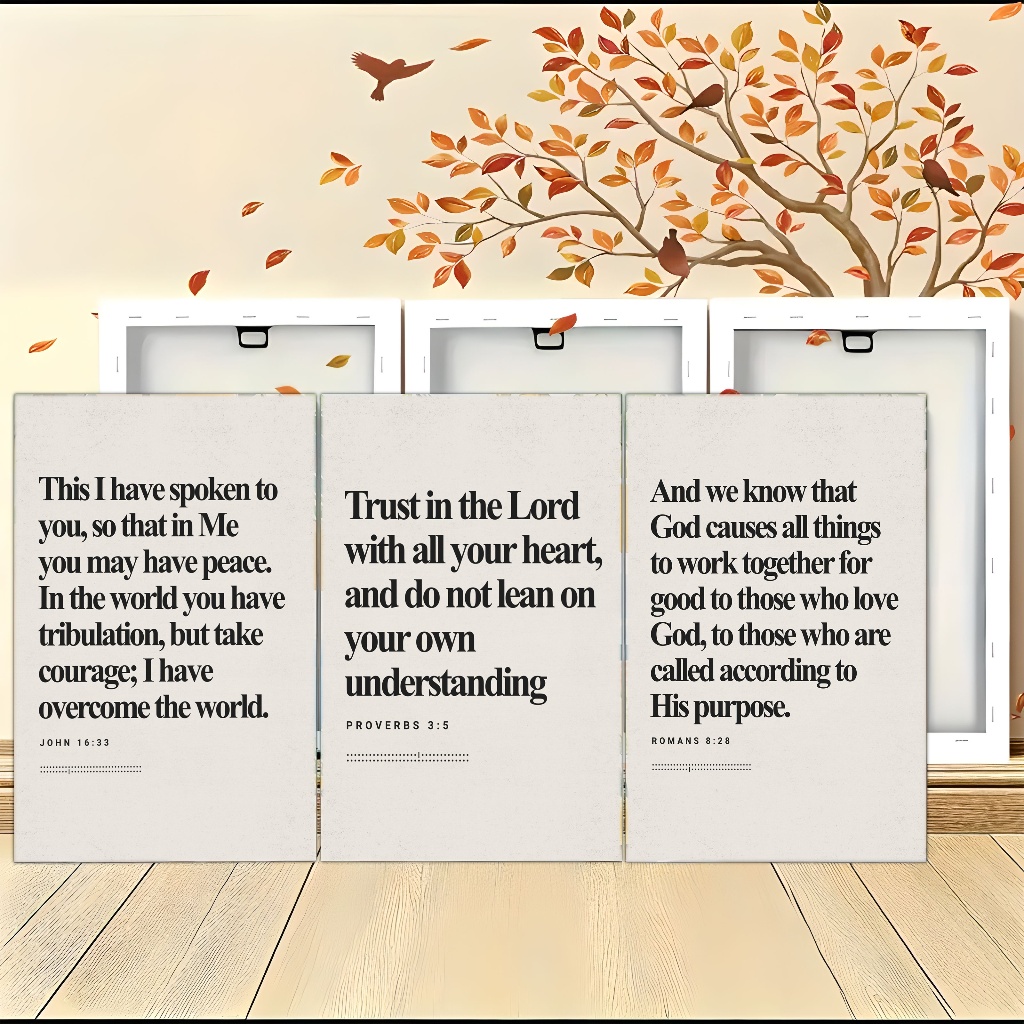 This I have spoken to
you, so that in Me
you may have peace.
In the world you have
tribulation, but take
courage; I have
overcome the world.
JOHN 16:33
Trust in the Lord
with all your heart,
and do not lean on
your own
understanding
PROVERBS 3:5
And we know that
God causes all things
to work together for
good to those who love
God, to those who are
called according to
His purpose.
ROMANS 8:28